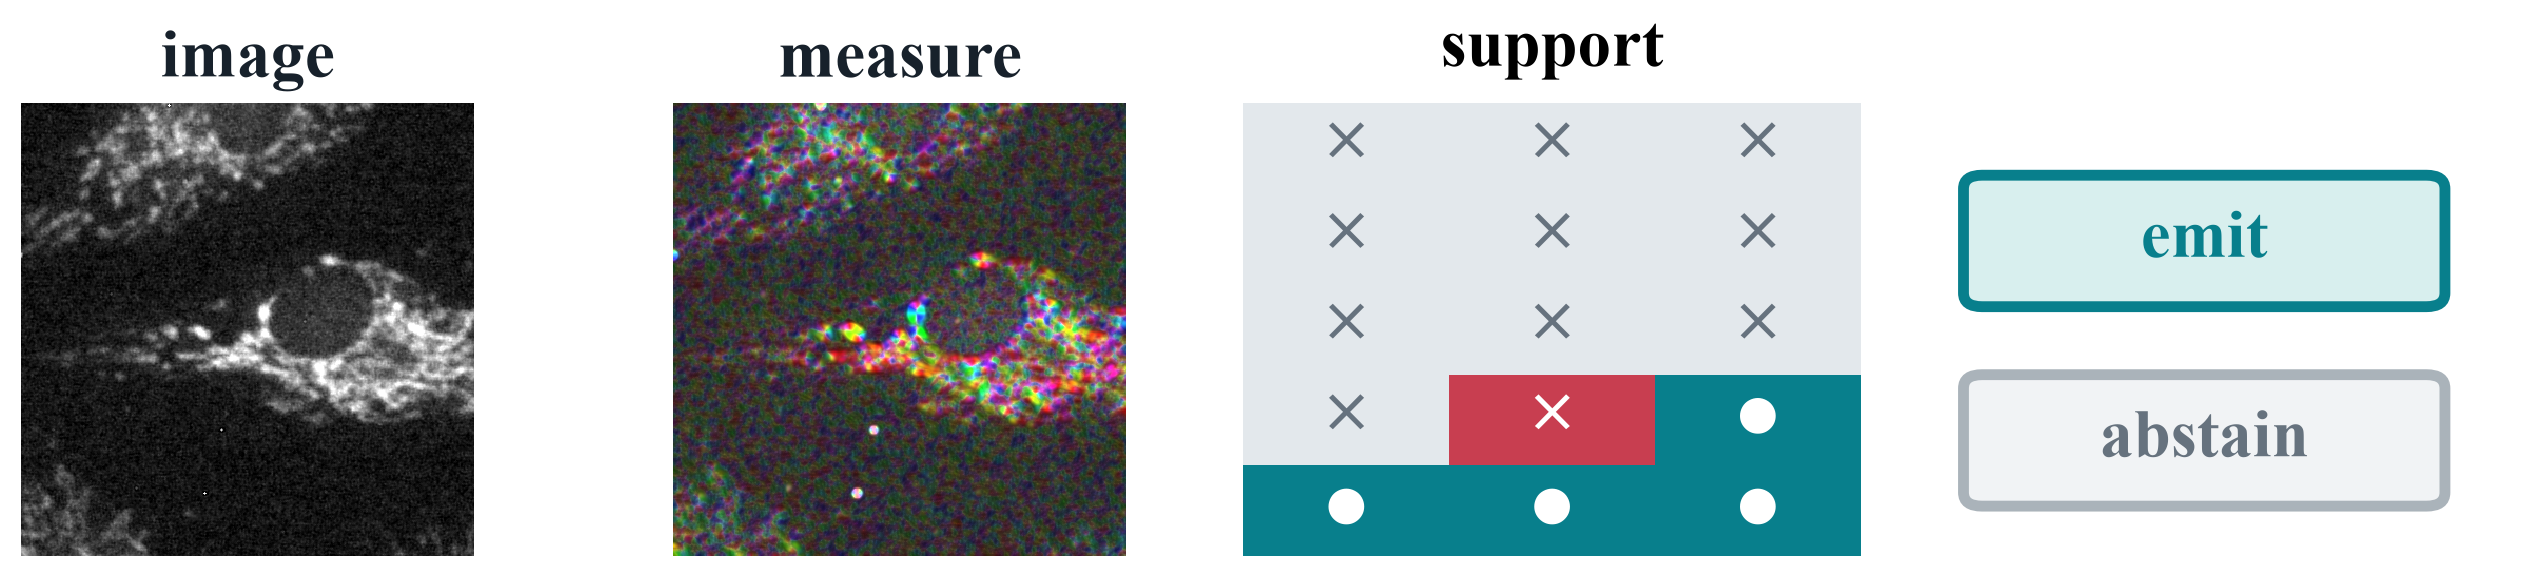 image
measure
support
emit
abstain